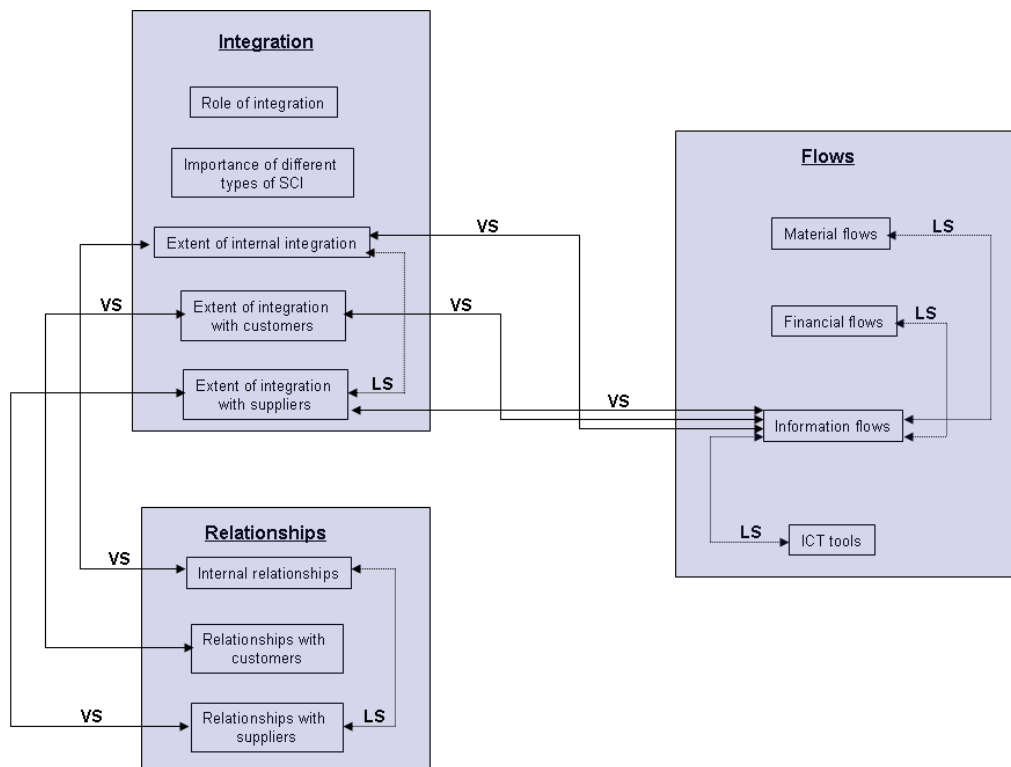 Integration
Role of integration
Importance of different
types of SCI
Extent of internal integration
VS
Extent of integration
with customers
VS
VS
Extent of integration
with suppliers
LS
VS
Flows
Material flows
LS
Financial flows
LS
Information flows
LS
ICT tools
Relationships
VS
Internal relationships
Relationships with
customers
VS
Relationships with
suppliers
LS